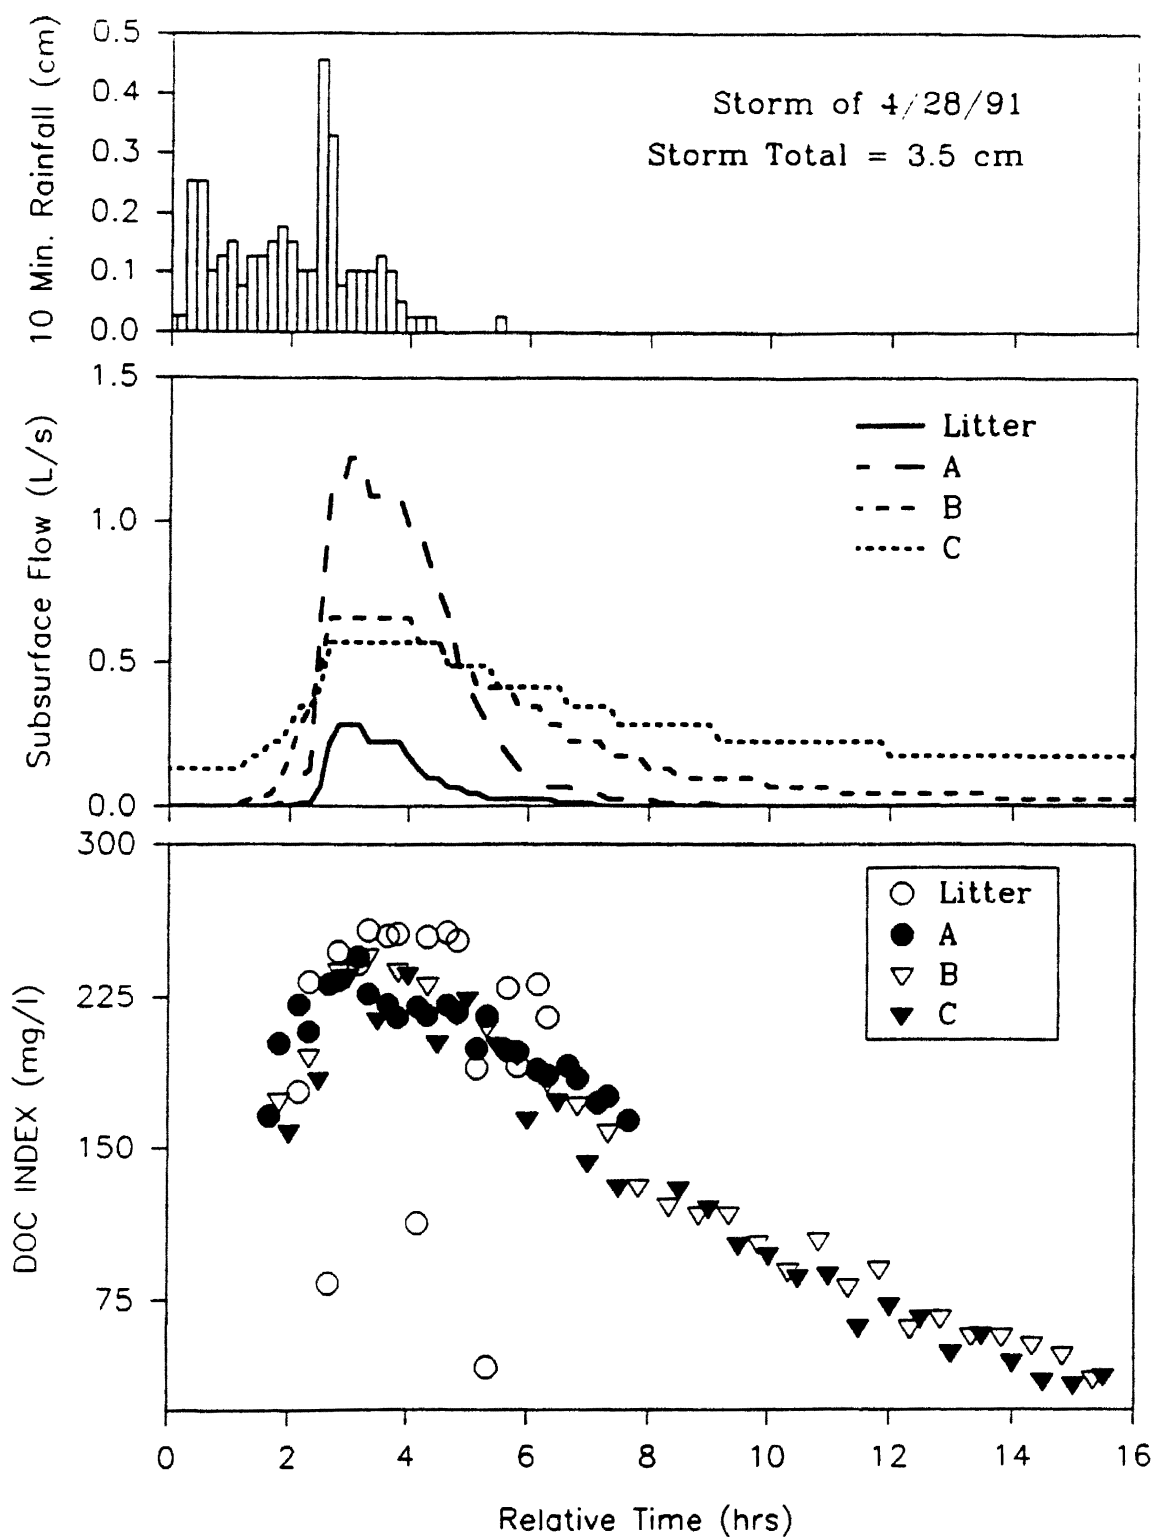 10 Min. Rainfall (cm)
0.5
0.4
0.3
0.2
0.1
0.0
Storm of 4/28/91
Storm Total = 3.5 cm
Subsurface Flow (L/s)
1.5
1.0
0.5
0.0
Litter
A
B
C
DOC INDEX (mg/l)
300
225
150
75
Litter
A
B
C
0 2 4 6 8 10 12 14 16
Relative Time (hrs)